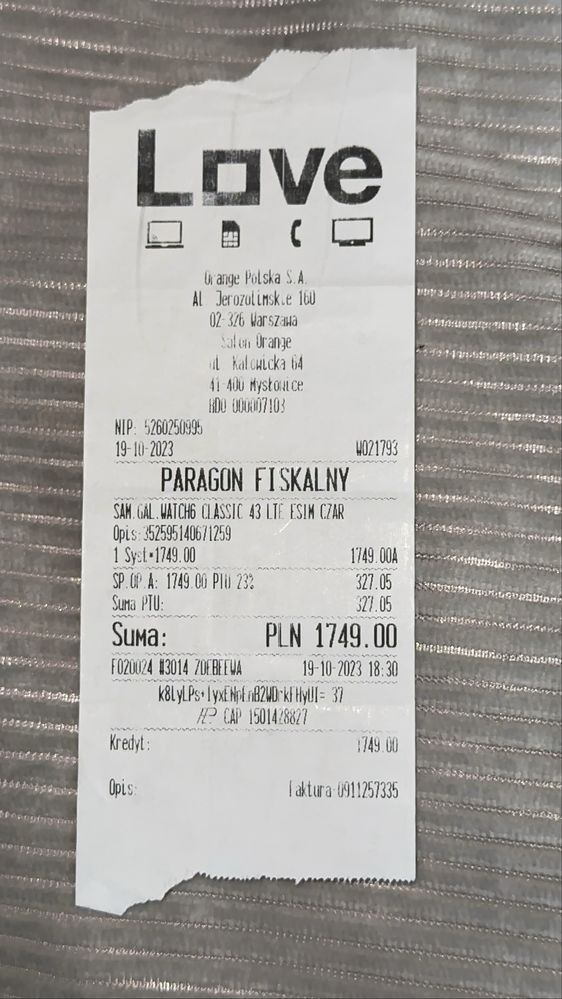 Love
Orange Polska S.A.
Al. Jerozolimskie 160
02-326 Warszawa
Salon Orange
ul. Katowicka 64
41-400 Mysłowice
BDO 000007103
NIP: 5260250995
19-10-2023 W021793
PARAGON FISKALNY
SAM.GAL.WATCH6 CLASSIC 43 LTE ESIM CZAR
Opis:352595140671259
1 Syst*1749.00 1749.00A
SP.OP.A: 1749.00 PTU 23% 327.05
Suma PTU: 327.05
Suma: PLN 1749.00
F020024 #3014 19-10-2023 18:30
CAP 1501428827
Kredyt: 1749.00
Opis: Faktura-0911257335